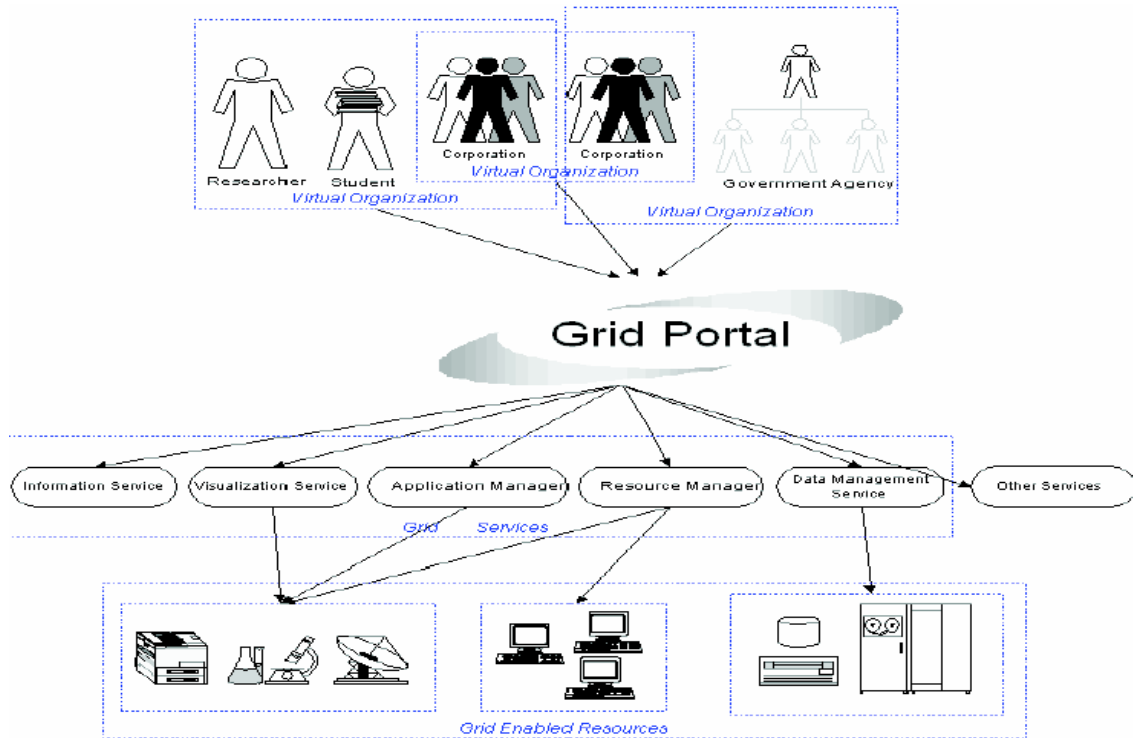 Corporation
Corporation
Virtual Organization
Researcher
Student
Government Agency
Virtual Organization
Virtual Organization
Grid Portal
Information Service
Visualization Service
Application Manager
Resource Manager
Data Management
Service
Other Services
Grid Services
Grid Enabled Resources